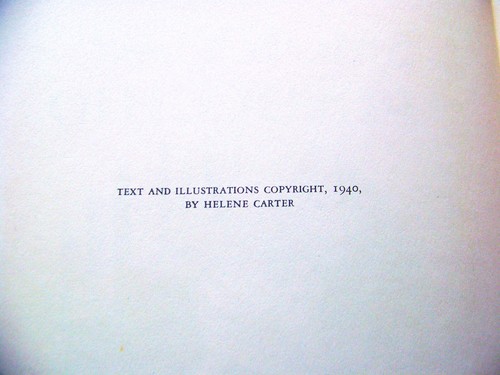 TEXT AND ILLUSTRATIONS COPYRIGHT, 1940,
BY HELENE CARTER